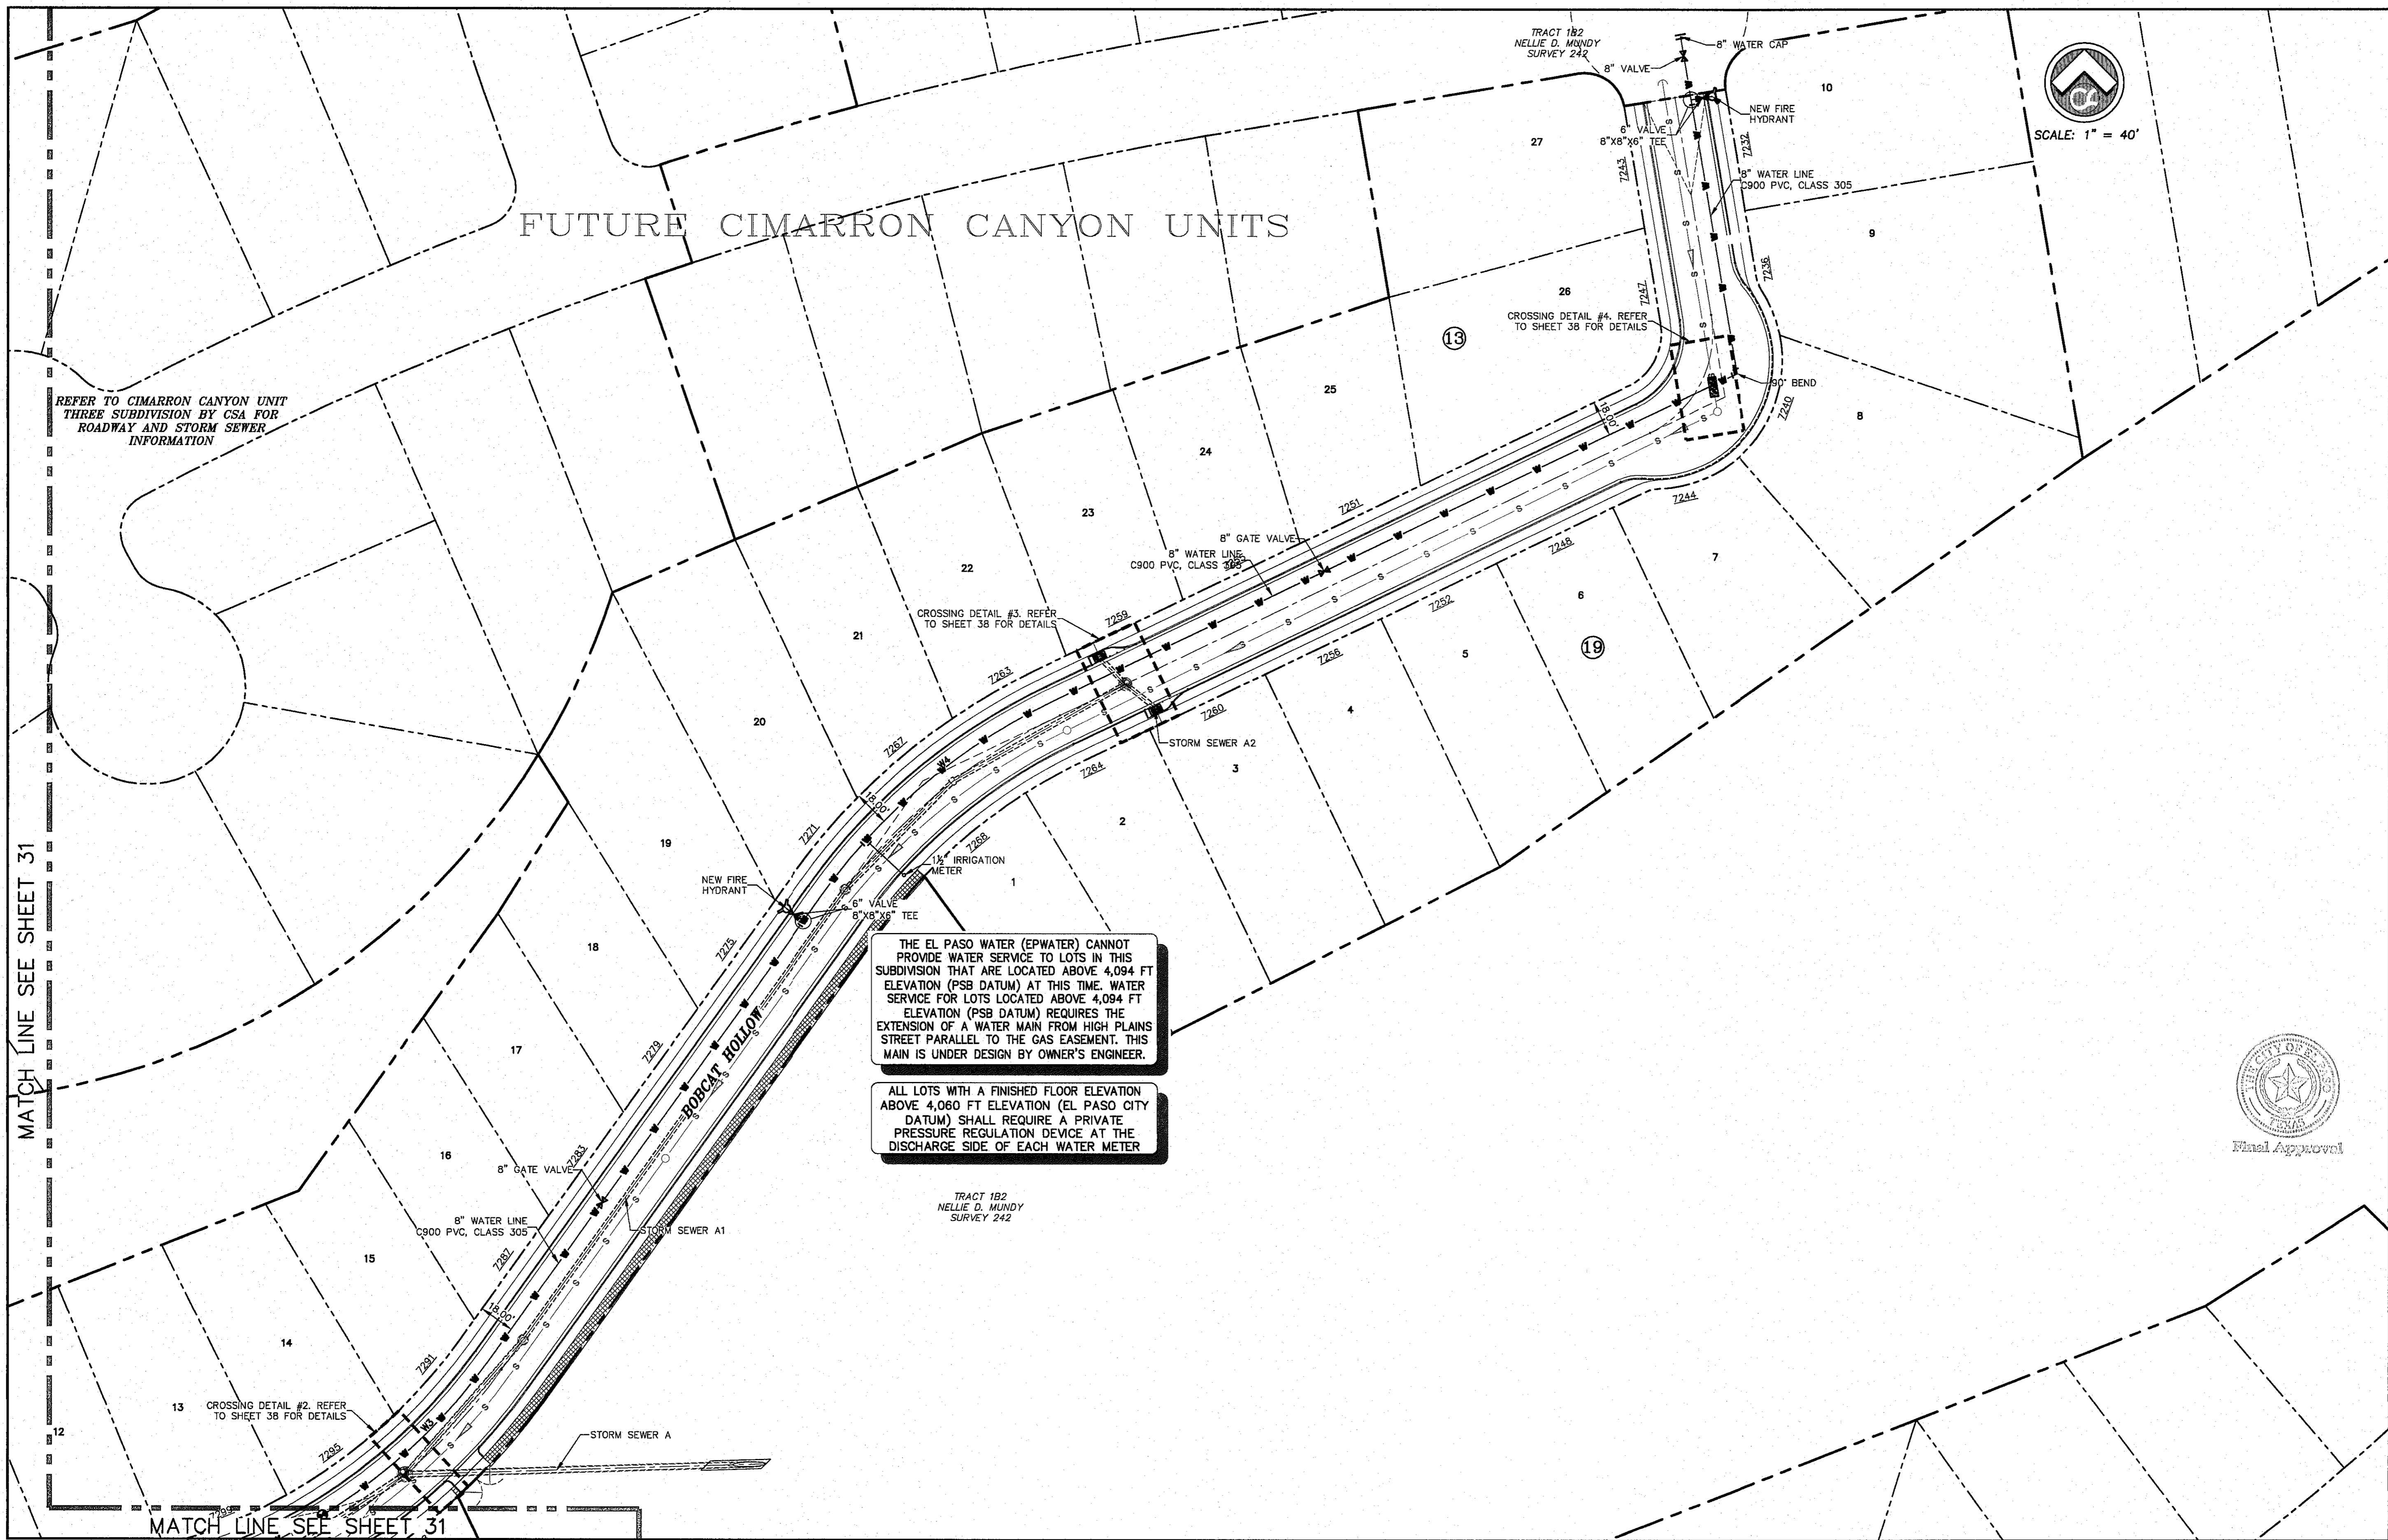 TRACT 1B2
NELLIE D. MUNDY
SURVEY 242
8" WATER CAP
8" VALVE
10
NEW FIRE
HYDRANT
SCALE: 1" = 40'
27
6" VALVE
8"X8"X6" TEE
7232
7243
8" WATER LINE
C900 PVC, CLASS 305
FUTURE CIMARRON CANYON UNITS
9
7236
26
7247
CROSSING DETAIL #4. REFER
TO SHEET 38 FOR DETAILS
13
90° BEND
25
REFER TO CIMARRON CANYON UNIT
THREE SUBDIVISION BY CSA FOR
ROADWAY AND STORM SEWER
INFORMATION
18.00'
7240
8
24
7251
7244
23
8" GATE VALVE
7248
8" WATER LINE
C900 PVC, CLASS 305
7
22
6
7252
CROSSING DETAIL #3. REFER
TO SHEET 38 FOR DETAILS
7259
21
19
5
7256
7263
20
7260
4
STORM SEWER A2
7267
W4
7264
3
18.00'
2
7271
19
7268
1½" IRRIGATION
METER
1
NEW FIRE
HYDRANT
6" VALVE
8"X8"X6" TEE
MATCH LINE SEE SHEET 31
18
7275
THE EL PASO WATER (EPWATER) CANNOT
PROVIDE WATER SERVICE TO LOTS IN THIS
SUBDIVISION THAT ARE LOCATED ABOVE 4,094 FT
ELEVATION (PSB DATUM) AT THIS TIME. WATER
SERVICE FOR LOTS LOCATED ABOVE 4,094 FT
ELEVATION (PSB DATUM) REQUIRES THE
EXTENSION OF A WATER MAIN FROM HIGH PLAINS
STREET PARALLEL TO THE GAS EASEMENT. THIS
MAIN IS UNDER DESIGN BY OWNER'S ENGINEER.
17
7279
BOBCAT HOLLOW
ALL LOTS WITH A FINISHED FLOOR ELEVATION
ABOVE 4,060 FT ELEVATION (EL PASO CITY
DATUM) SHALL REQUIRE A PRIVATE
PRESSURE REGULATION DEVICE AT THE
DISCHARGE SIDE OF EACH WATER METER
THE CITY OF EL PASO
TEXAS
Final Approval
16
7283
8" GATE VALVE
TRACT 1B2
NELLIE D. MUNDY
SURVEY 242
8" WATER LINE
C900 PVC, CLASS 305
STORM SEWER A1
15
7287
18.00'
14
7291
13
CROSSING DETAIL #2. REFER
TO SHEET 38 FOR DETAILS
W3
12
7295
STORM SEWER A
7299
MATCH LINE SEE SHEET 31